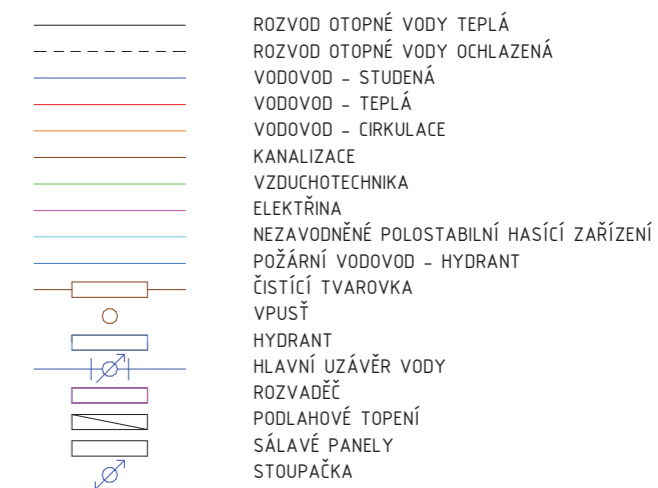 ROZVOD OTOPNÉ VODY TEPLÁ
ROZVOD OTOPNÉ VODY OCHLAZENÁ
VODOVOD - STUDENÁ
VODOVOD - TEPLÁ
VODOVOD - CIRKULACE
KANALIZACE
VZDUCHOTECHNIKA
ELEKTŘINA
NEZAVODNĚNÉ POLOSTABILNÍ HASÍCÍ ZAŘÍZENÍ
POŽÁRNÍ VODOVOD - HYDRANT
ČISTÍCÍ TVAROVKA
VPUSŤ
HYDRANT
HLAVNÍ UZÁVĚR VODY
ROZVADĚČ
PODLAHOVÉ TOPENÍ
SÁLAVÉ PANELY
STOUPAČKA